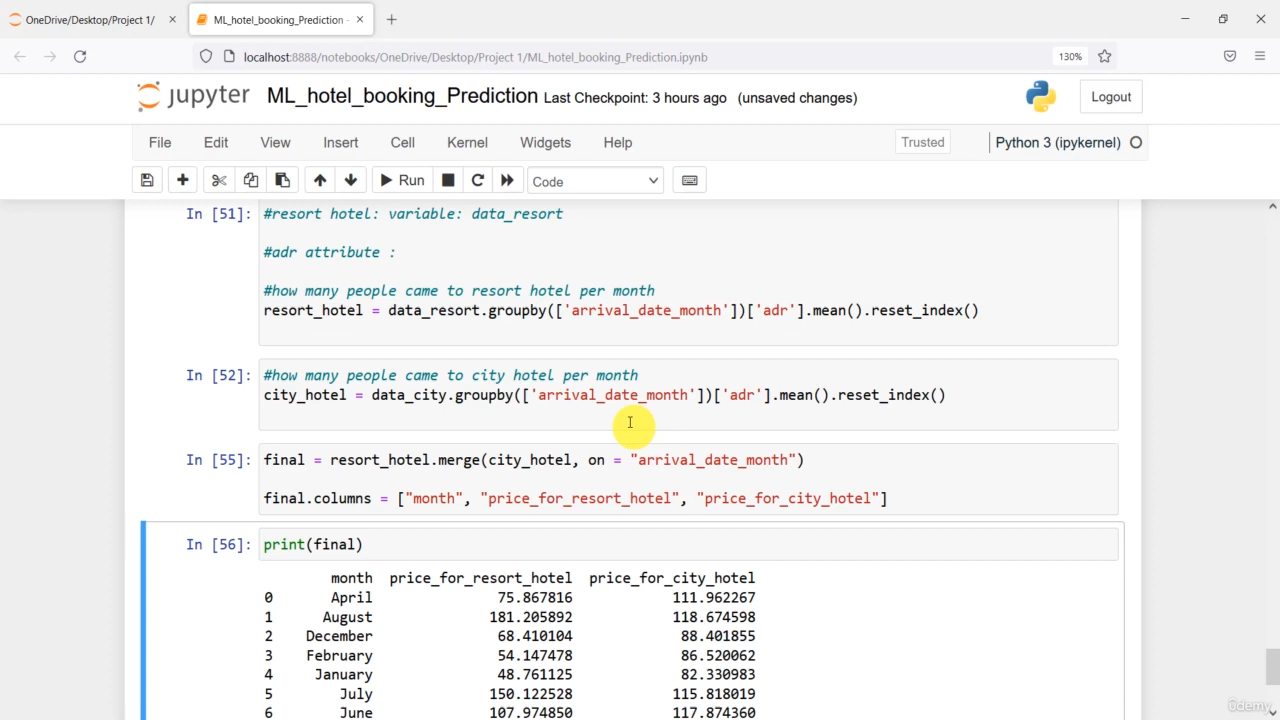 OneDrive/Desktop/Project 1/
ML_hotel_booking_Prediction -
localhost:8888/notebooks/OneDrive/Desktop/Project 1/ML_hotel_booking_Prediction.ipynb
130%
jupyter ML_hotel_booking_Prediction Last Checkpoint: 3 hours ago (unsaved changes)
Logout
File Edit View Insert Cell Kernel Widgets Help
Trusted
Python 3 (ipykernel)
Run
Code
In [51]: #resort hotel: variable: data_resort
#adr attribute :
#how many people came to resort hotel per month
resort_hotel = data_resort.groupby(['arrival_date_month'])['adr'].mean().reset_index()
In [52]: #how many people came to city hotel per month
city_hotel = data_city.groupby(['arrival_date_month'])['adr'].mean().reset_index()
In [55]: final = resort_hotel.merge(city_hotel, on = "arrival_date_month")
final.columns = ["month", "price_for_resort_hotel", "price_for_city_hotel"]
In [56]: print(final)
month price_for_resort_hotel price_for_city_hotel
0 April 75.867816 111.962267
1 August 181.205892 118.674598
2 December 68.410104 88.401855
3 February 54.147478 86.520062
4 January 48.761125 82.330983
5 July 150.122528 115.818019
6 June 107.974850 117.874360
ûdemy